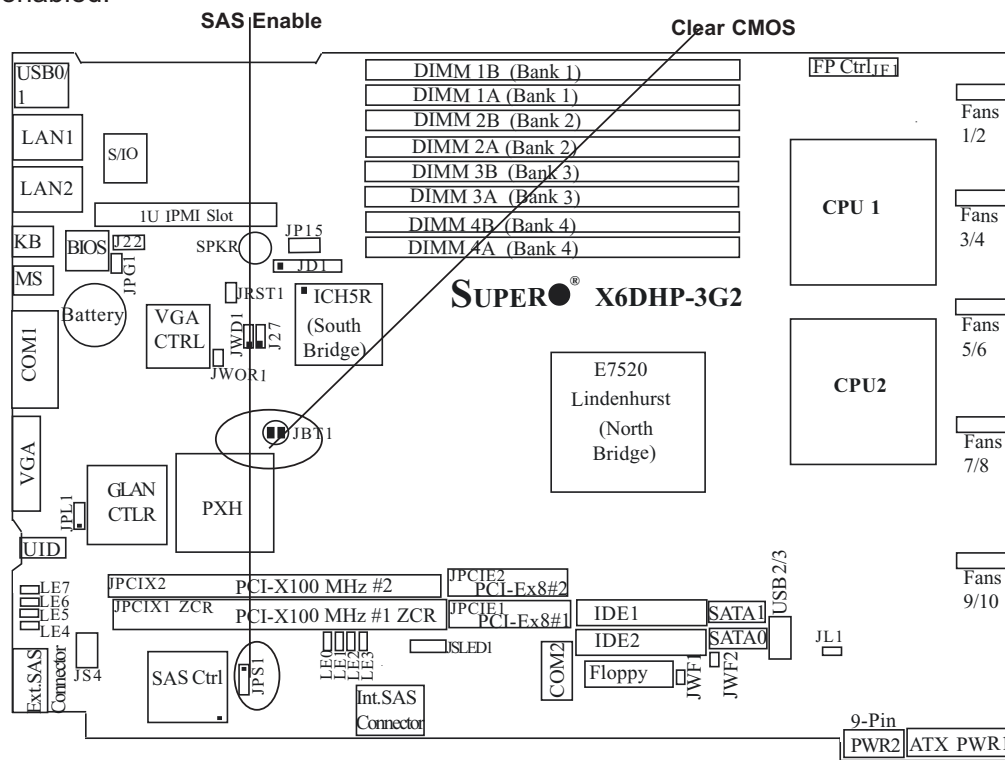 enabled.
SAS Enable
Clear CMOS
USB0/
1
LAN1
LAN2
S/IO
KB
MS
BIOS
J22
JPG1
Battery
COM1
VGA
1U IPMI Slot
SPKR
JP15
JD1
JRST1
ICH5R
(South
Bridge)
VGA
CTRL
JWD1
J27
JWOR1
DIMM 1B (Bank 1)
DIMM 1A (Bank 1)
DIMM 2B (Bank 2)
DIMM 2A (Bank 2)
DIMM 3B (Bank 3)
DIMM 3A (Bank 3)
DIMM 4B (Bank 4)
DIMM 4A (Bank 4)
SUPER® X6DHP-3G2
FP Ctrl JF1
CPU 1
CPU2
Fans
1/2
Fans
3/4
Fans
5/6
Fans
7/8
Fans
9/10
E7520
Lindenhurst
(North
Bridge)
JBT1
PXH
GLAN
CTLR
JPL1
UID
LE7
LE6
LE5
LE4
JPCIX2 PCI-X100 MHz #2
JPCIX1 ZCR PCI-X100 MHz #1 ZCR
JPCIE2
PCI-Ex8#2
JPCIE1
PCI-Ex8#1
IDE1
IDE2
SATA1
SATA0
USB 2/3
JL1
Ext.SAS
Connector
JS4
SAS Ctrl
JPS1
LE0
LE1
LE2
LE3
JSLED1
Int.SAS
Connector
COM2
Floppy
JWF1
JWF2
9-Pin
PWR2
ATX PWR1